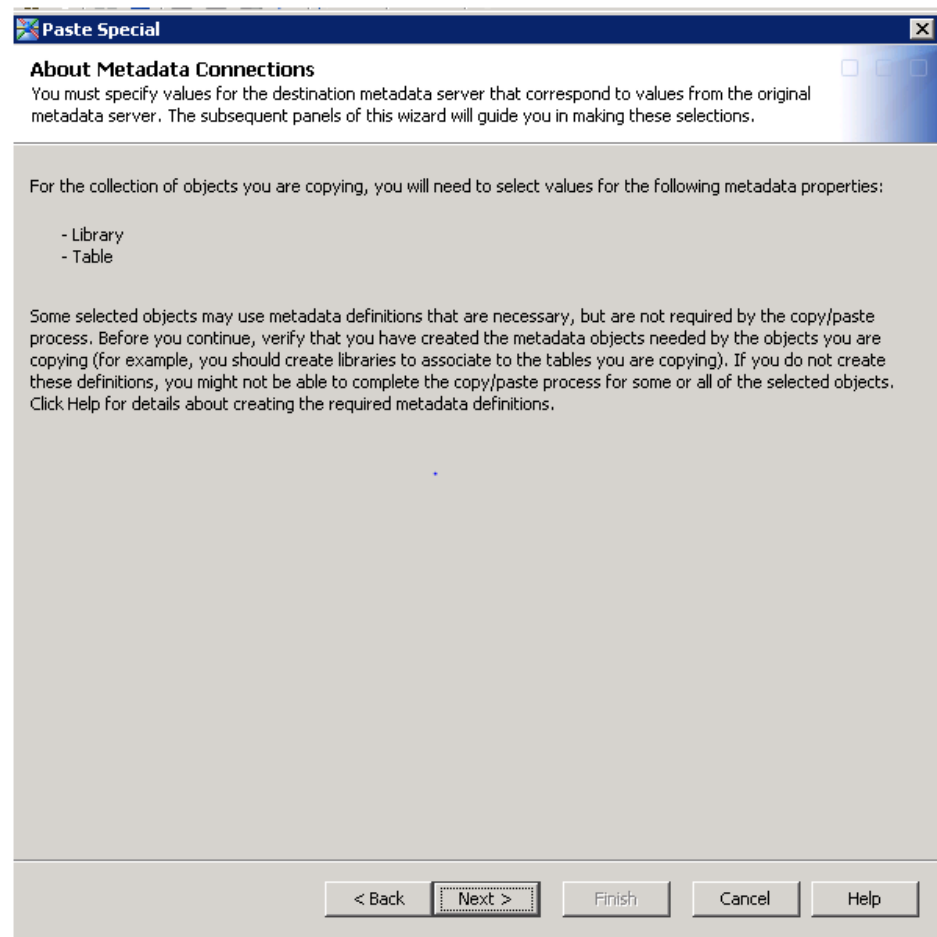 Paste Special
About Metadata Connections
You must specify values for the destination metadata server that correspond to values from the original
metadata server. The subsequent panels of this wizard will guide you in making these selections.
For the collection of objects you are copying, you will need to select values for the following metadata properties:
- Library
- Table
Some selected objects may use metadata definitions that are necessary, but are not required by the copy/paste
process. Before you continue, verify that you have created the metadata objects needed by the objects you are
copying (for example, you should create libraries to associate to the tables you are copying). If you do not create
these definitions, you might not be able to complete the copy/paste process for some or all of the selected objects.
Click Help for details about creating the required metadata definitions.
< Back Next > Finish Cancel Help